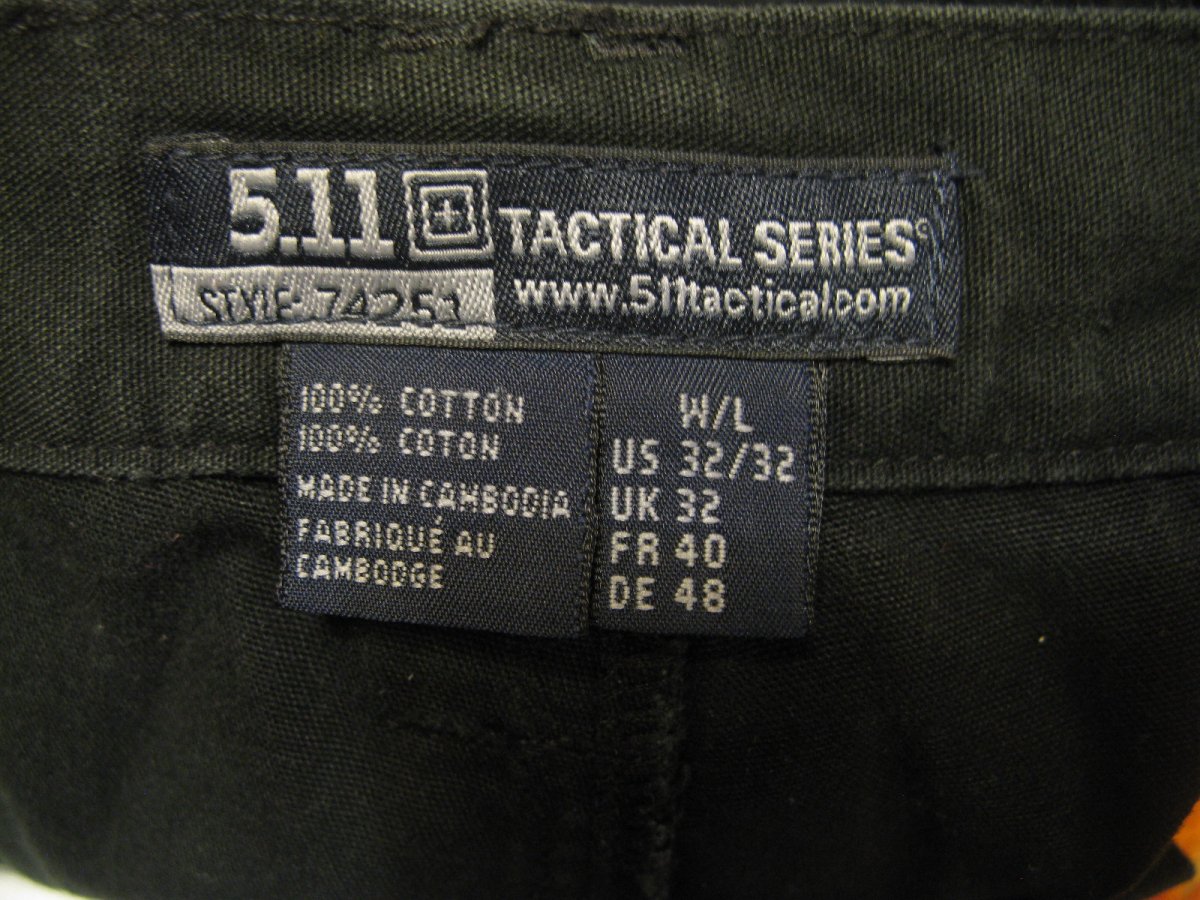 5.11 TACTICAL SERIES
www.511tactical.com
STYLE: 74251
100% COTTON
100% COTON
MADE IN CAMBODIA
FABRIQUÉ AU
CAMBODGE
W/L
US 32/32
UK 32
FR 40
DE 48